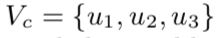 V_c = {u_1, u_2, u_3}